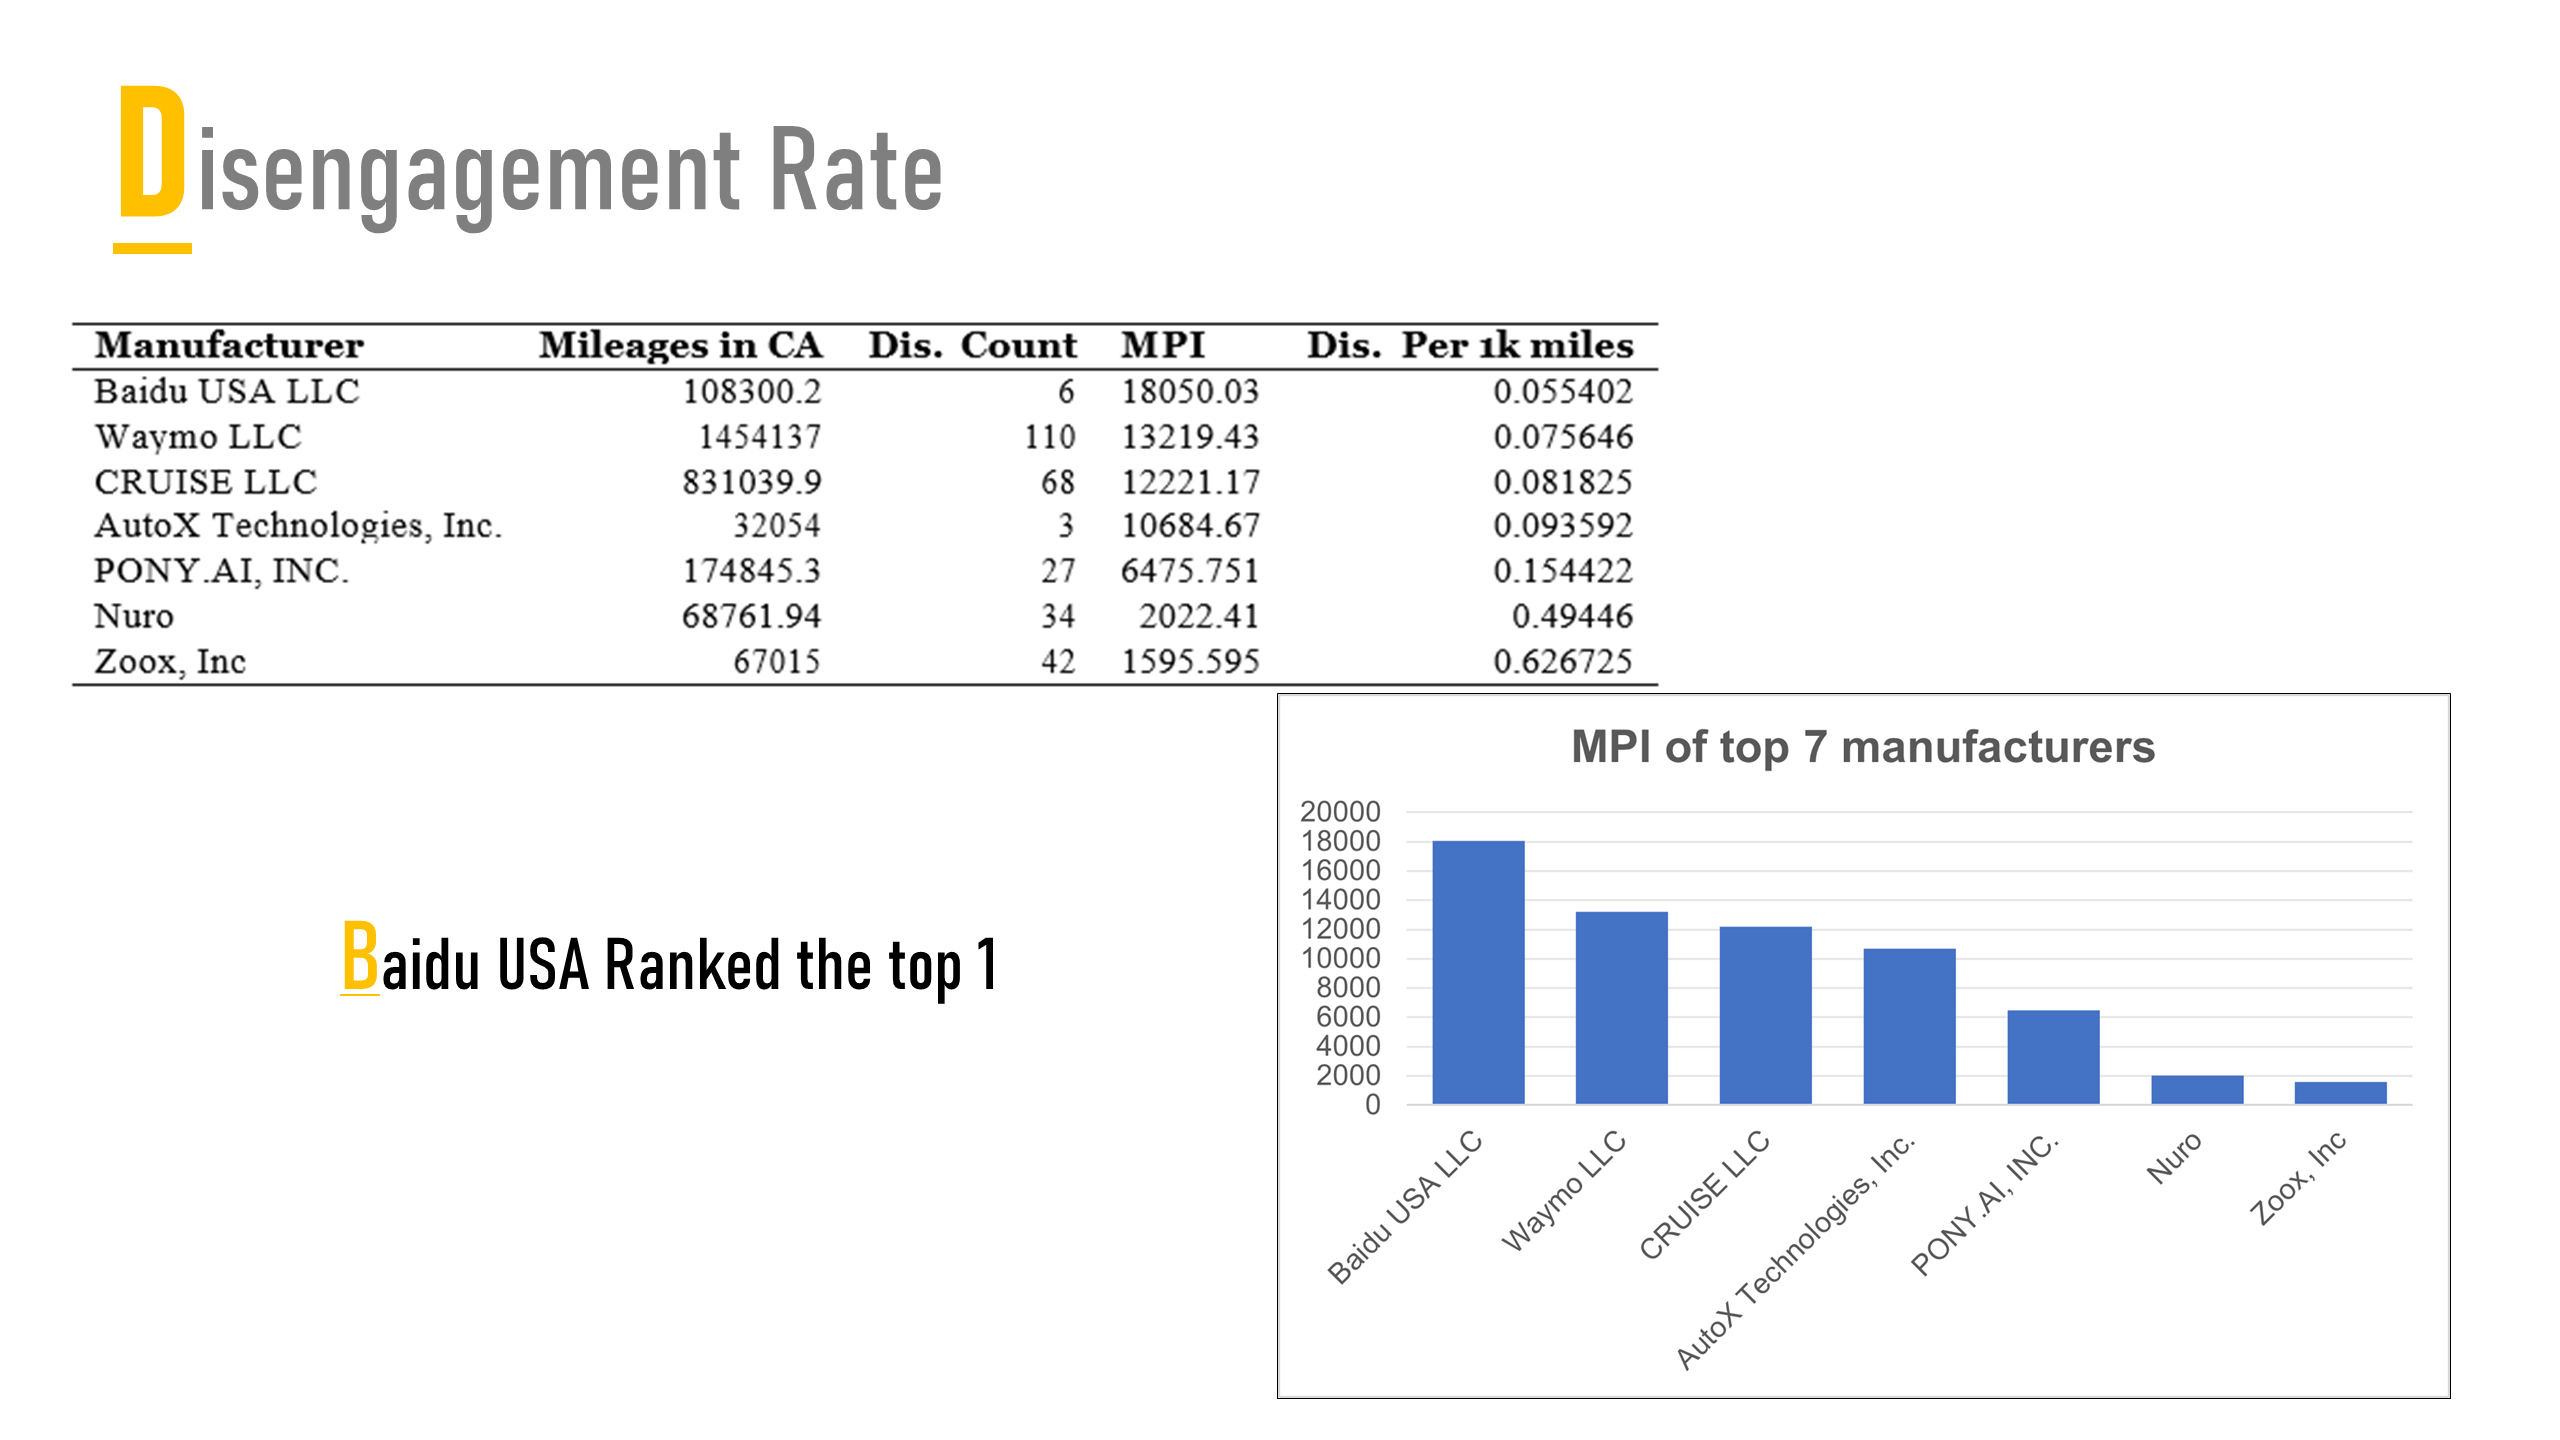 Disengagement Rate
Manufacturer Mileages in CA Dis. Count MPI Dis. Per 1k miles
Baidu USA LLC 108300.2 6 18050.03 0.055402
Waymo LLC 1454137 110 13219.43 0.075646
CRUISE LLC 831039.9 68 12221.17 0.081825
AutoX Technologies, Inc. 32054 3 10684.67 0.093592
PONY.AI, INC. 174845.3 27 6475.751 0.154422
Nuro 68761.94 34 2022.41 0.49446
Zoox, Inc 67015 42 1595.595 0.626725
Baidu USA Ranked the top 1
MPI of top 7 manufacturers
20000
18000
16000
14000
12000
10000
8000
6000
4000
2000
0
Baidu USA LLC
Waymo LLC
CRUISE LLC
AutoX Technologies, Inc.
PONY.AI, INC.
Nuro
Zoox, Inc